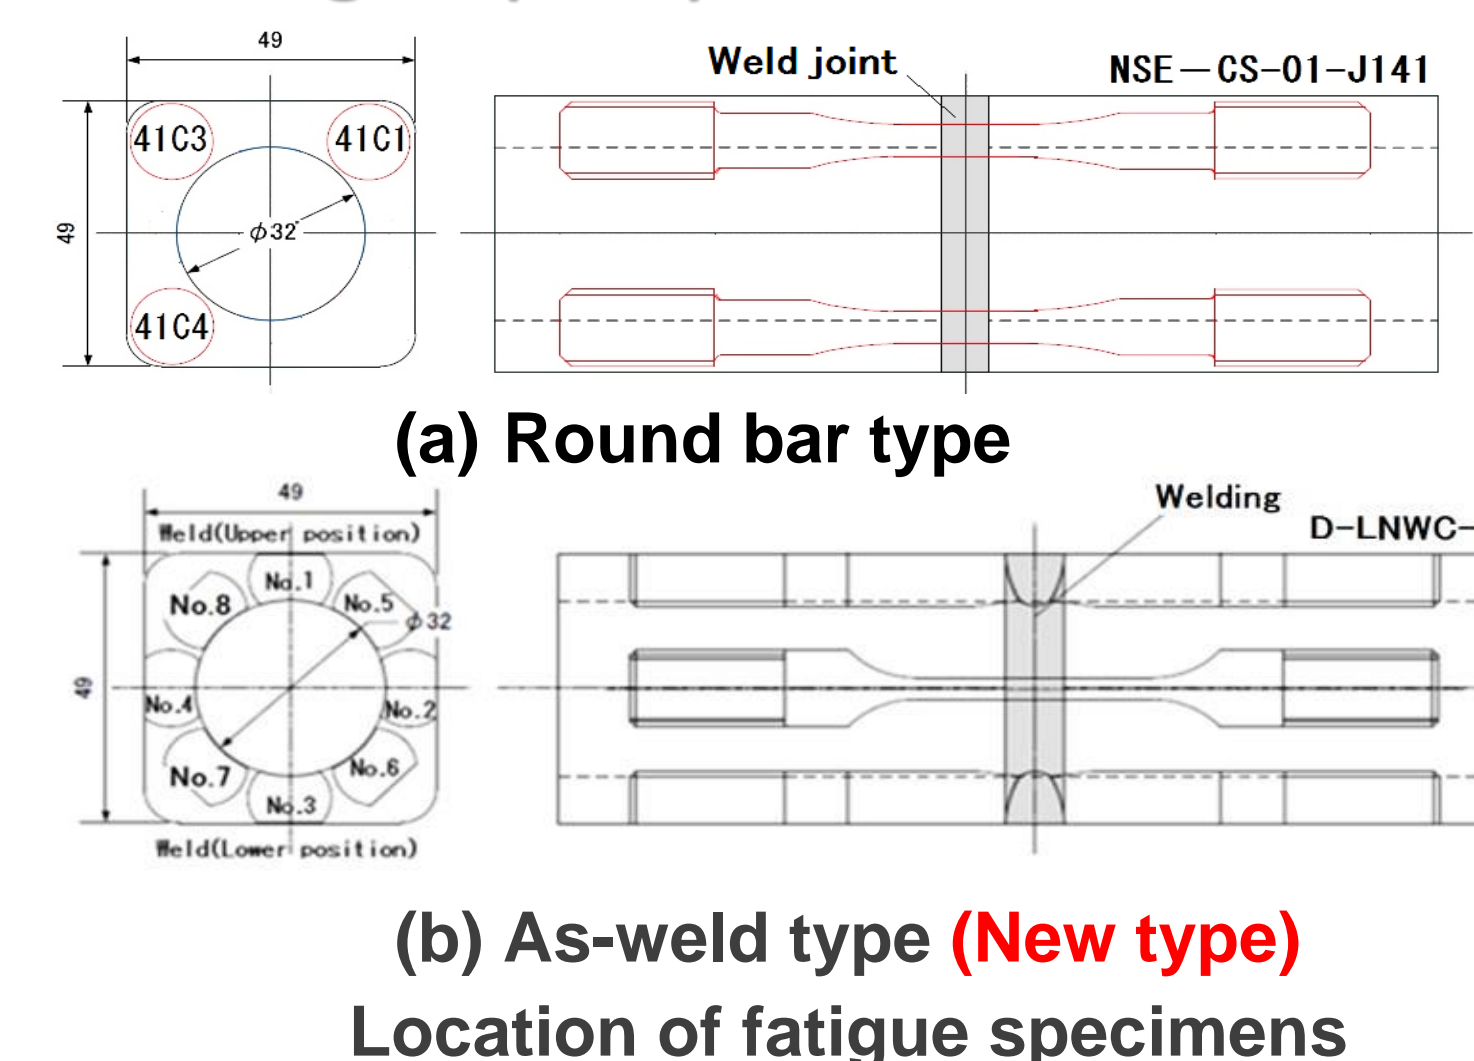 49
Weld joint
NSE-CS-01-J141
41C3
41C1
49
φ32
41C4
(a) Round bar type
49
Welding
Weld(Upper position)
D-LNWC-
No.1
No.8
No.5
φ32
49
No.4
No.2
No.7
No.6
No.3
Weld(Lower position)
(b) As-weld type (New type)
Location of fatigue specimens